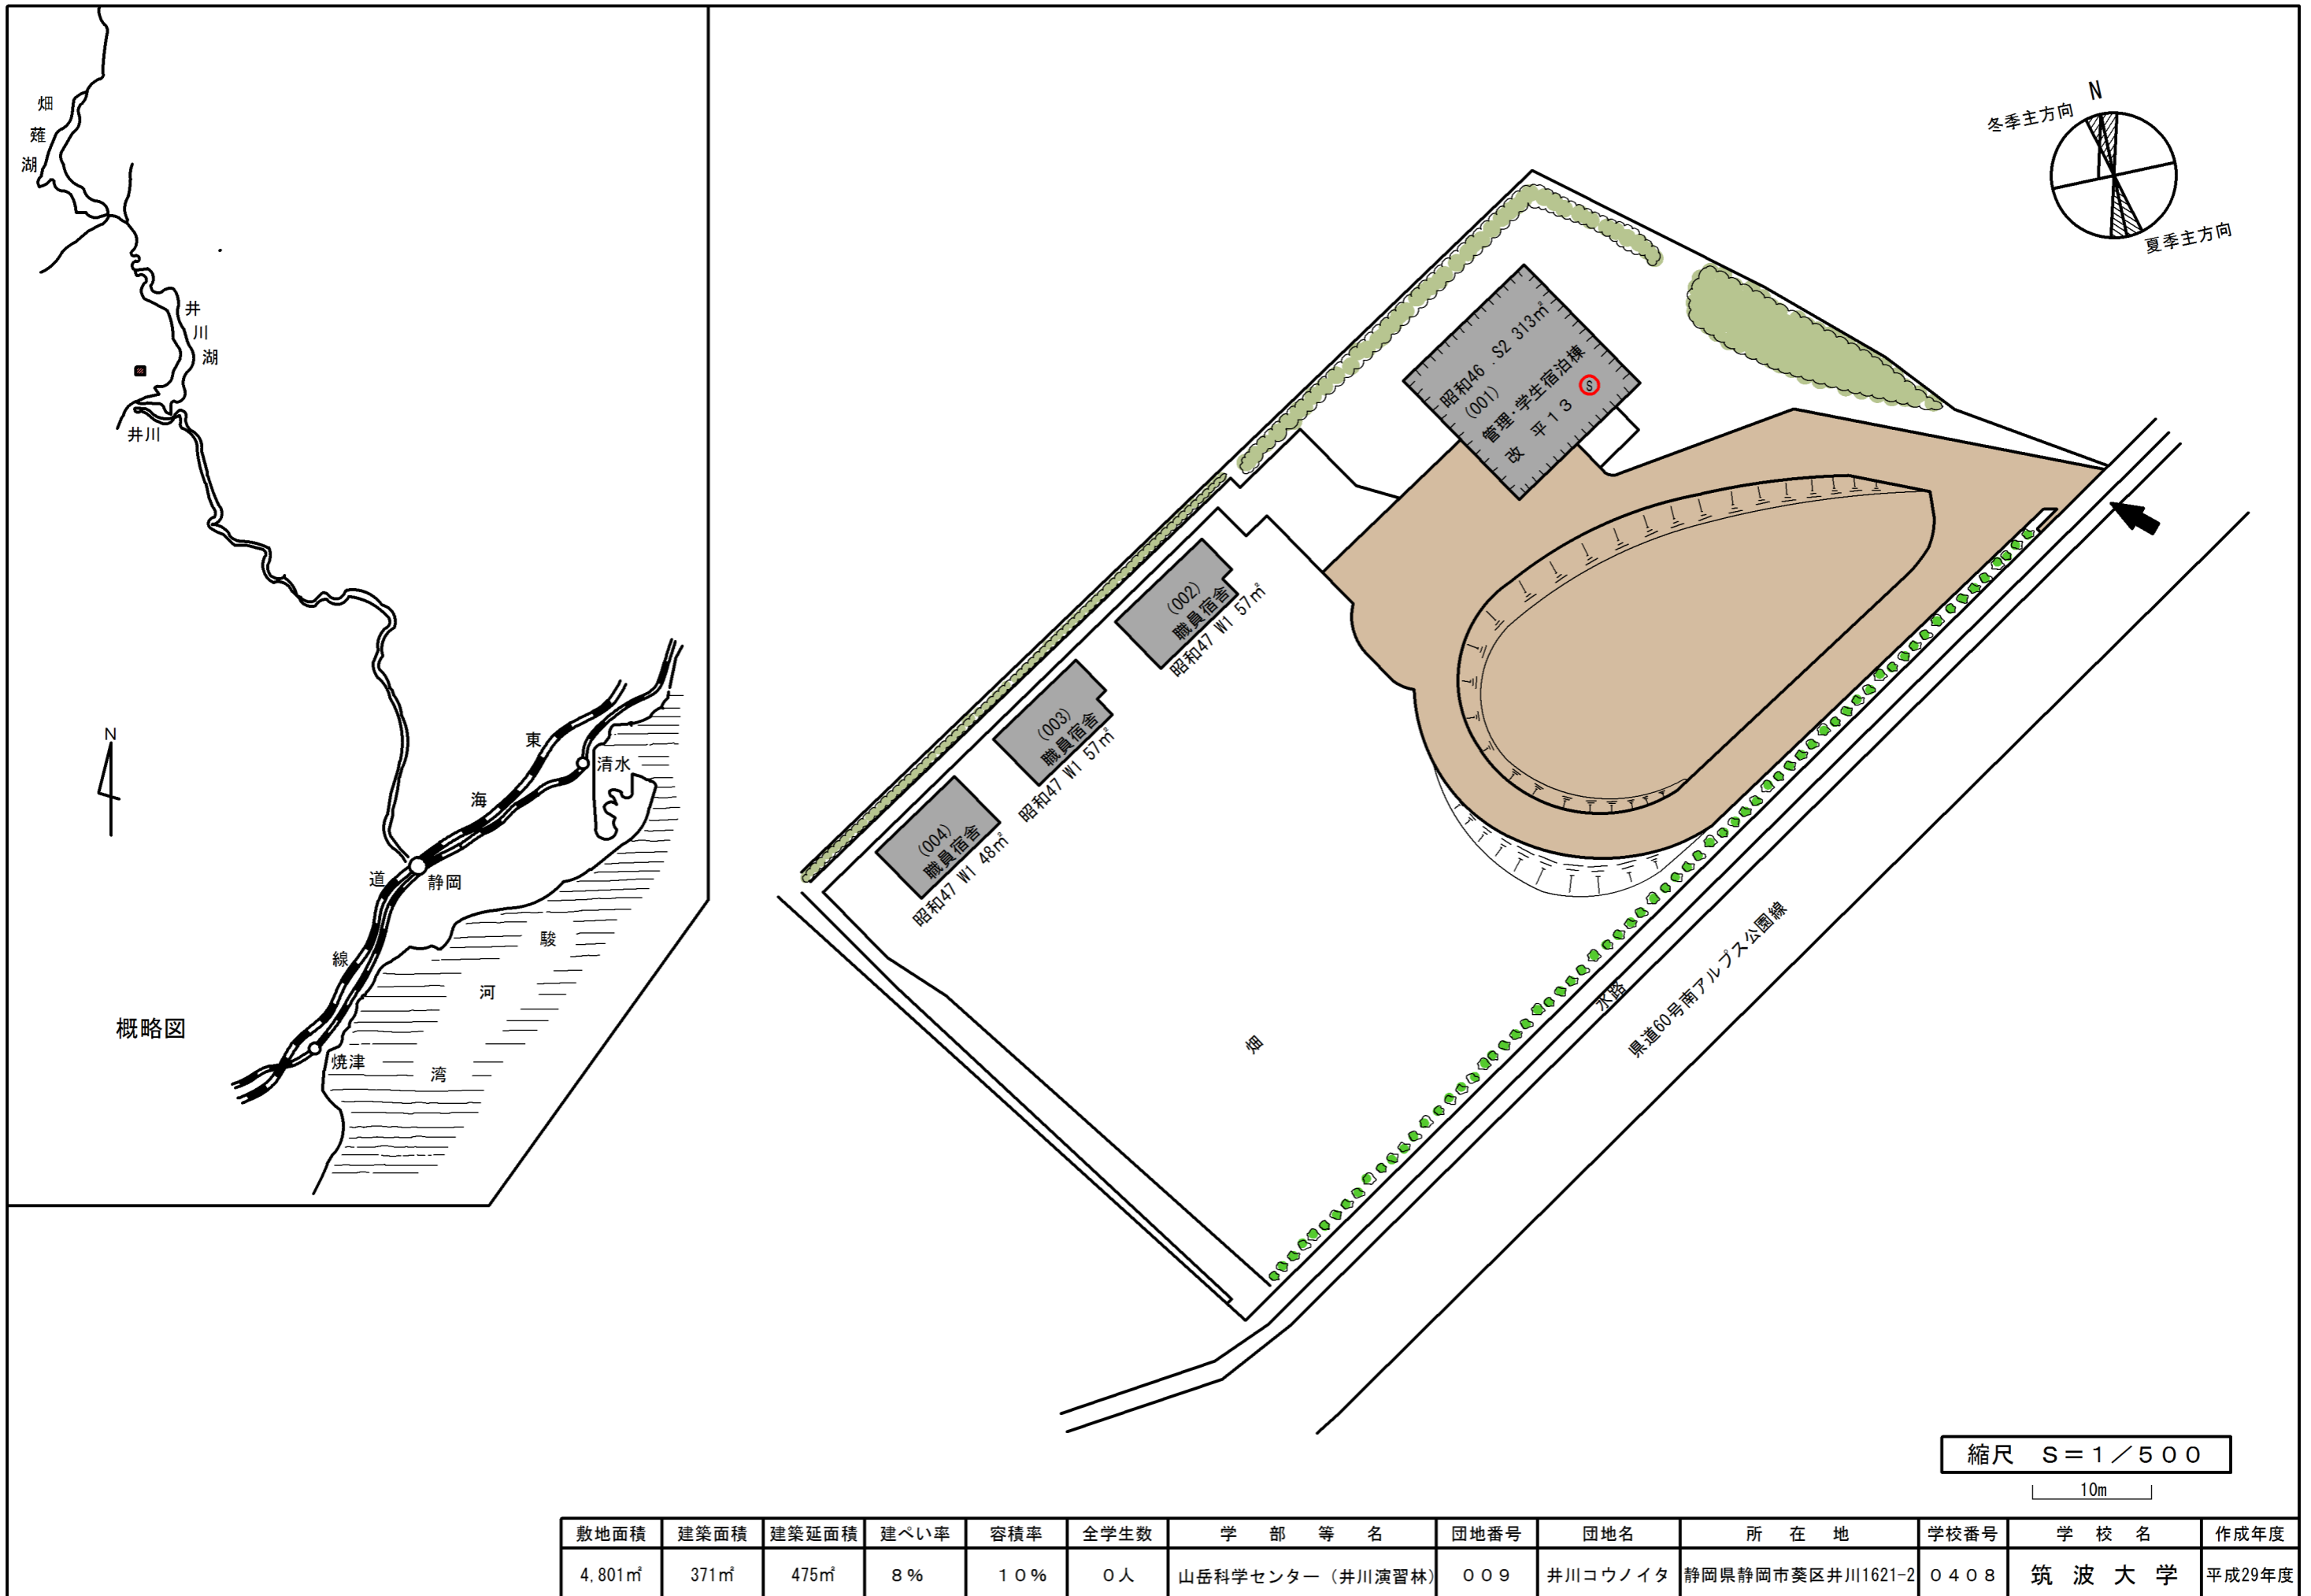 畑
薙
湖
井
川
湖
井川
N
東
海
道
線
清水
静岡
焼津
駿
河
湾
概略図
N
冬季主方向
夏季主方向
昭和46 S2 313㎡
(001)
管理・学生宿泊棟
改 平13 Ⓢ
(002)
職員宿舎
昭和47 W1 57㎡
(003)
職員宿舎
昭和47 W1 57㎡
(004)
職員宿舎
昭和47 W1 48㎡
畑
水路
県道60号南アルプス公園線
縮尺 S=1/500
10m
敷地面積 建築面積 建築延面積 建ぺい率 容積率 全学生数 学部等名 団地番号 団地名 所在地 学校番号 学校名 作成年度
4,801㎡ 371㎡ 475㎡ 8% 10% 0人 山岳科学センター（井川演習林） 009 井川コウノイタ 静岡県静岡市葵区井川1621-2 0408 筑波大学 平成29年度